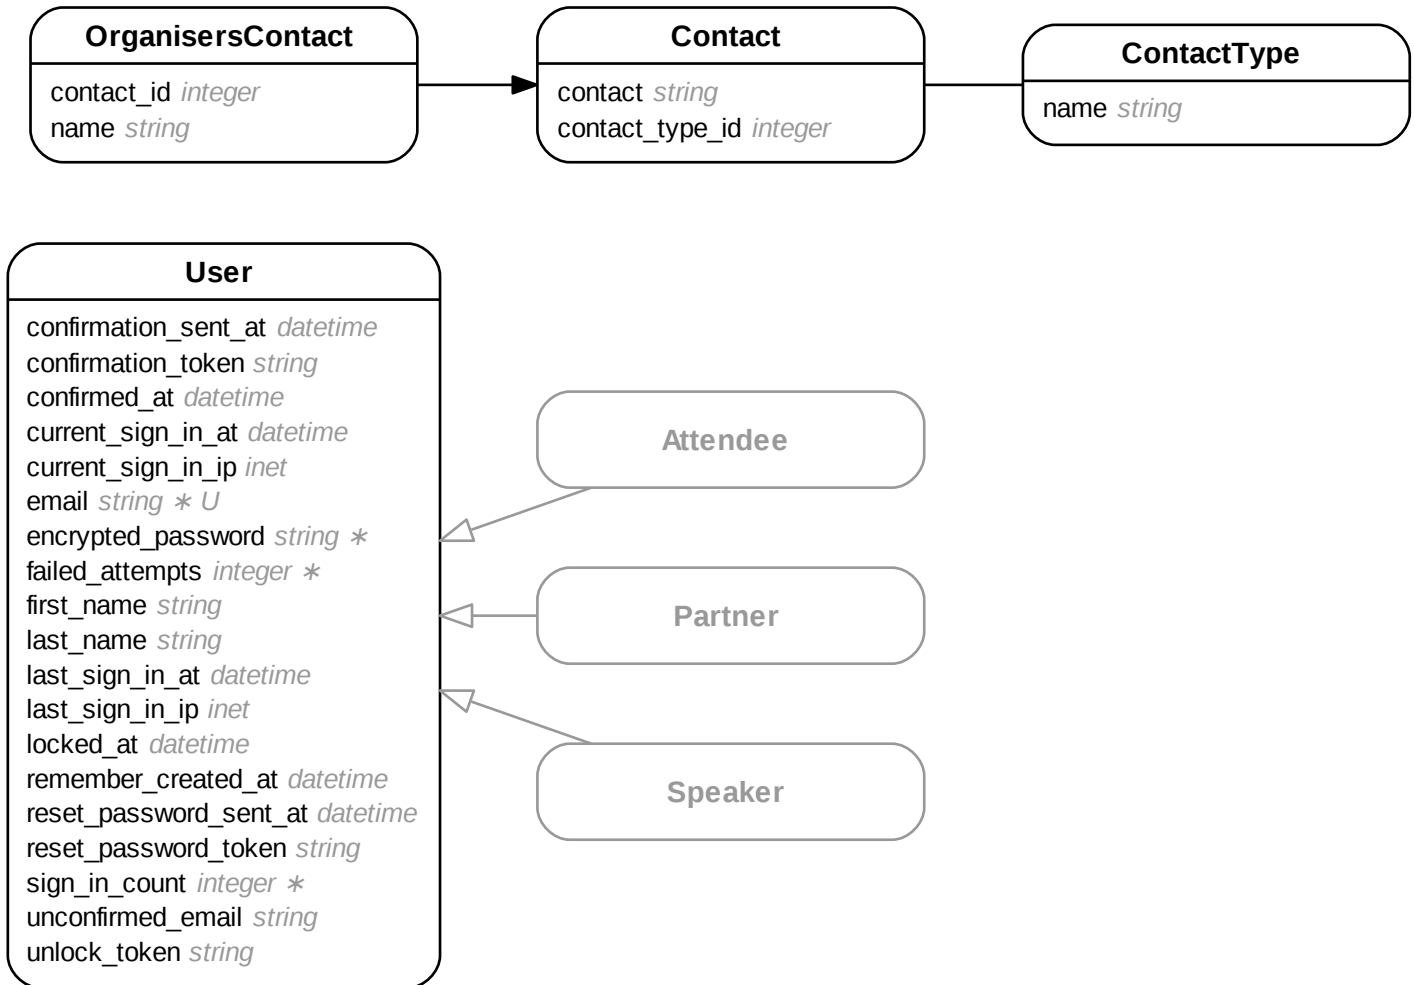 OrganisersContact
contact_id integer
name string
Contact
contact string
contact_type_id integer
ContactType
name string
User
confirmation_sent_at datetime
confirmation_token string
confirmed_at datetime
current_sign_in_at datetime
current_sign_in_ip inet
email string ∗ U
encrypted_password string ∗
failed_attempts integer ∗
first_name string
last_name string
last_sign_in_at datetime
last_sign_in_ip inet
locked_at datetime
remember_created_at datetime
reset_password_sent_at datetime
reset_password_token string
sign_in_count integer ∗
unconfirmed_email string
unlock_token string
Attendee
Partner
Speaker